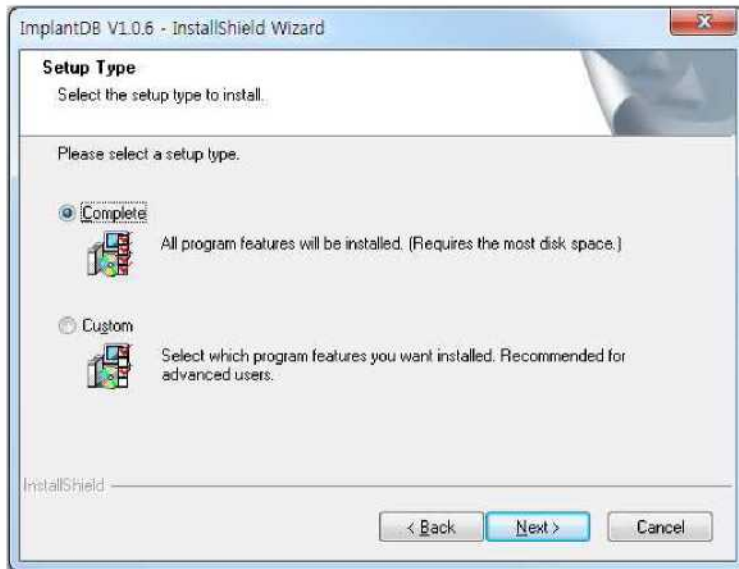 ImplantDB V1.0.6 - InstallShield Wizard
Setup Type
Select the setup type to install.
Please select a setup type.
Complete
All program features will be installed. (Requires the most disk space.)
Custom
Select which program features you want installed. Recommended for
advanced users.
InstallShield
< Back
Next >
Cancel